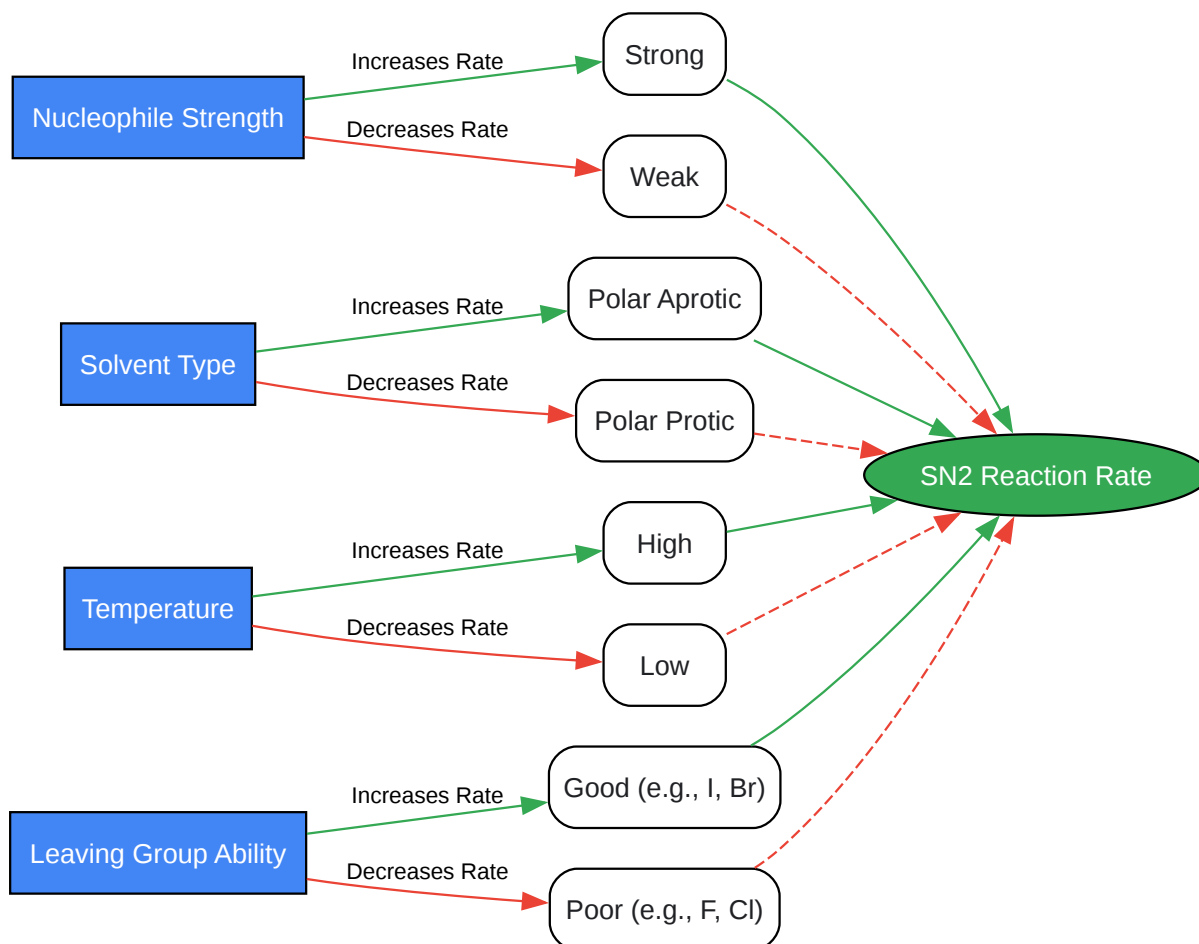 Nucleophile Strength
Increases Rate
Decreases Rate
Strong
Weak
Solvent Type
Increases Rate
Decreases Rate
Polar Aprotic
Polar Protic
Temperature
Increases Rate
Decreases Rate
High
Low
Leaving Group Ability
Increases Rate
Decreases Rate
Good (e.g., I, Br)
Poor (e.g., F, Cl)
SN2 Reaction Rate